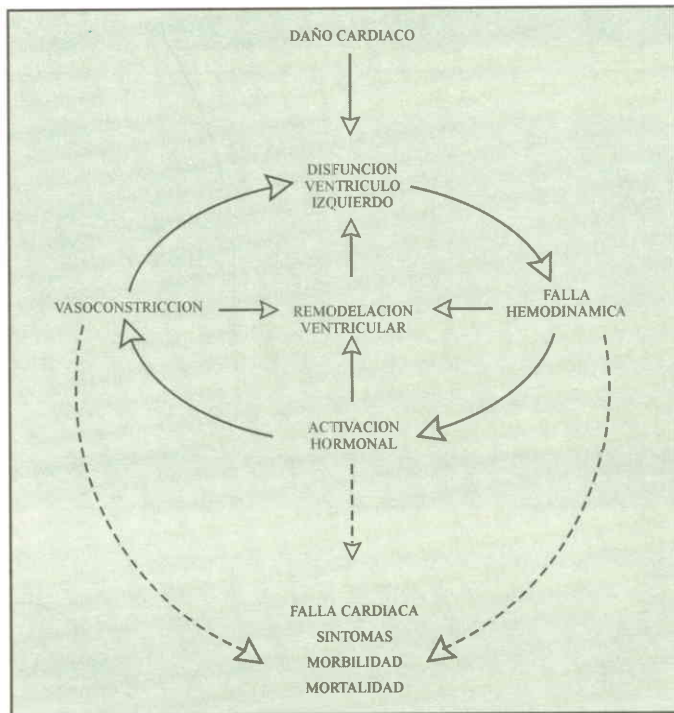 DAÑO CARDIACO
DISFUNCION
VENTRICULO
IZQUIERDO
VASOCONSTRICCION
REMODELACION
VENTRICULAR
FALLA
HEMODINAMICA
ACTIVACION
HORMONAL
FALLA CARDIACA
SINTOMAS
MORBILIDAD
MORTALIDAD